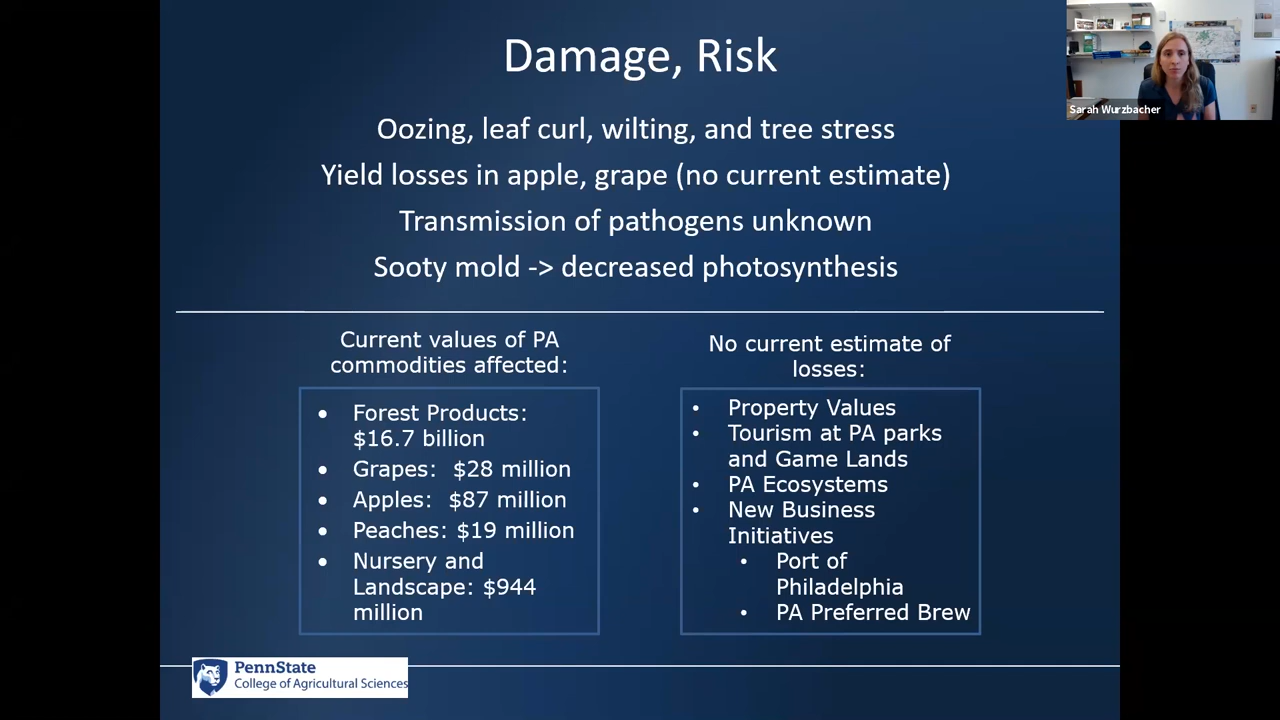 Damage, Risk
Oozing, leaf curl, wilting, and tree stress
Yield losses in apple, grape (no current estimate)
Transmission of pathogens unknown
Sooty mold -> decreased photosynthesis
Current values of PA
commodities affected:
• Forest Products:
$16.7 billion
• Grapes: $28 million
• Apples: $87 million
• Peaches: $19 million
• Nursery and
Landscape: $944
million
No current estimate of
losses:
• Property Values
• Tourism at PA parks
and Game Lands
• PA Ecosystems
• New Business
Initiatives
• Port of
Philadelphia
• PA Preferred Brew
PennState
College of Agricultural Sciences
Sarah Wurzbacher